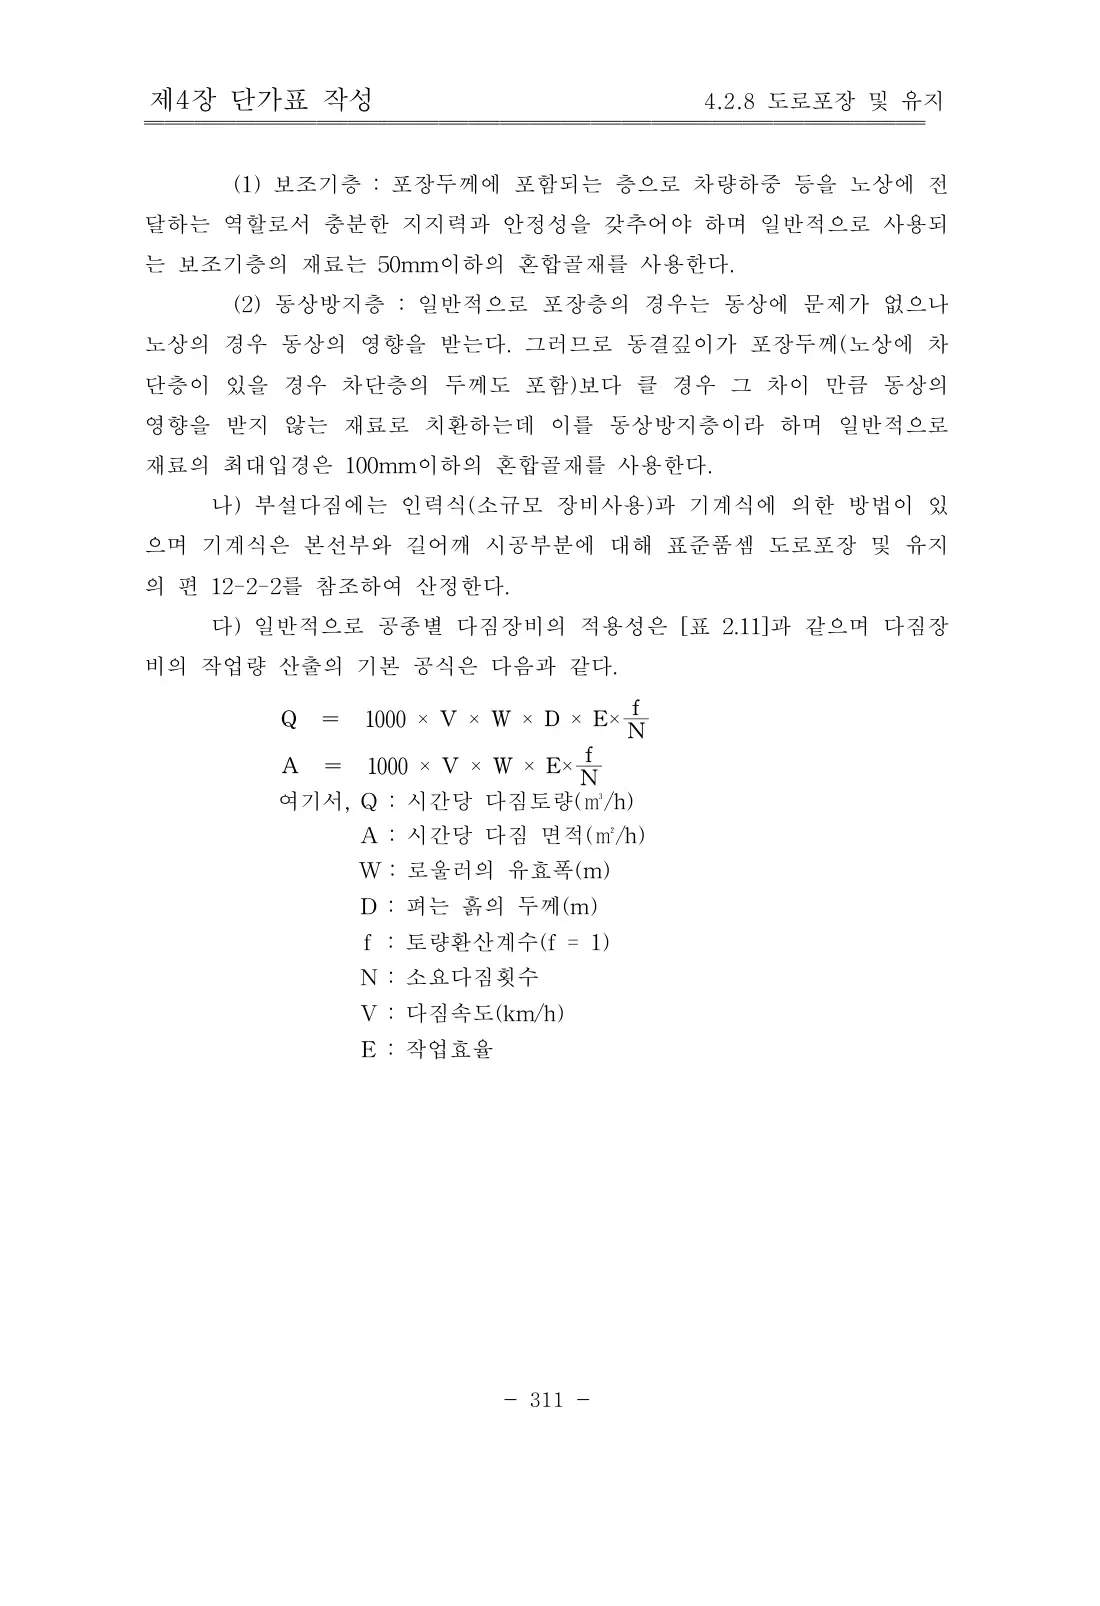 제4장 단가표 작성 4.2.8 도로포장 및 유지
(1) 보조기층 : 포장두께에 포함되는 층으로 차량하중 등을 노상에 전
달하는 역할로서 충분한 지지력과 안정성을 갖추어야 하며 일반적으로 사용되
는 보조기층의 재료는 50mm이하의 혼합골재를 사용한다.
(2) 동상방지층 : 일반적으로 포장층의 경우는 동상에 문제가 없으나
노상의 경우 동상의 영향을 받는다. 그러므로 동결깊이가 포장두께(노상에 차
단층이 있을 경우 차단층의 두께도 포함)보다 클 경우 그 차이 만큼 동상의
영향을 받지 않는 재료로 치환하는데 이를 동상방지층이라 하며 일반적으로
재료의 최대입경은 100mm이하의 혼합골재를 사용한다.
나) 부설다짐에는 인력식(소규모 장비사용)과 기계식에 의한 방법이 있
으며 기계식은 본선부와 길어깨 시공부분에 대해 표준품셈 도로포장 및 유지
의 편 12-2-2를 참조하여 산정한다.
다) 일반적으로 공종별 다짐장비의 적용성은 [표 2.11]과 같으며 다짐장
비의 작업량 산출의 기본 공식은 다음과 같다.
Q = 1000 × V × W × D × E× f/N
A = 1000 × V × W × E× f/N
여기서, Q : 시간당 다짐토량(㎥/h)
A : 시간당 다짐 면적(㎡/h)
W : 로울러의 유효폭(m)
D : 펴는 흙의 두께(m)
f : 토량환산계수(f = 1)
N : 소요다짐횟수
V : 다짐속도(km/h)
E : 작업효율
- 311 -